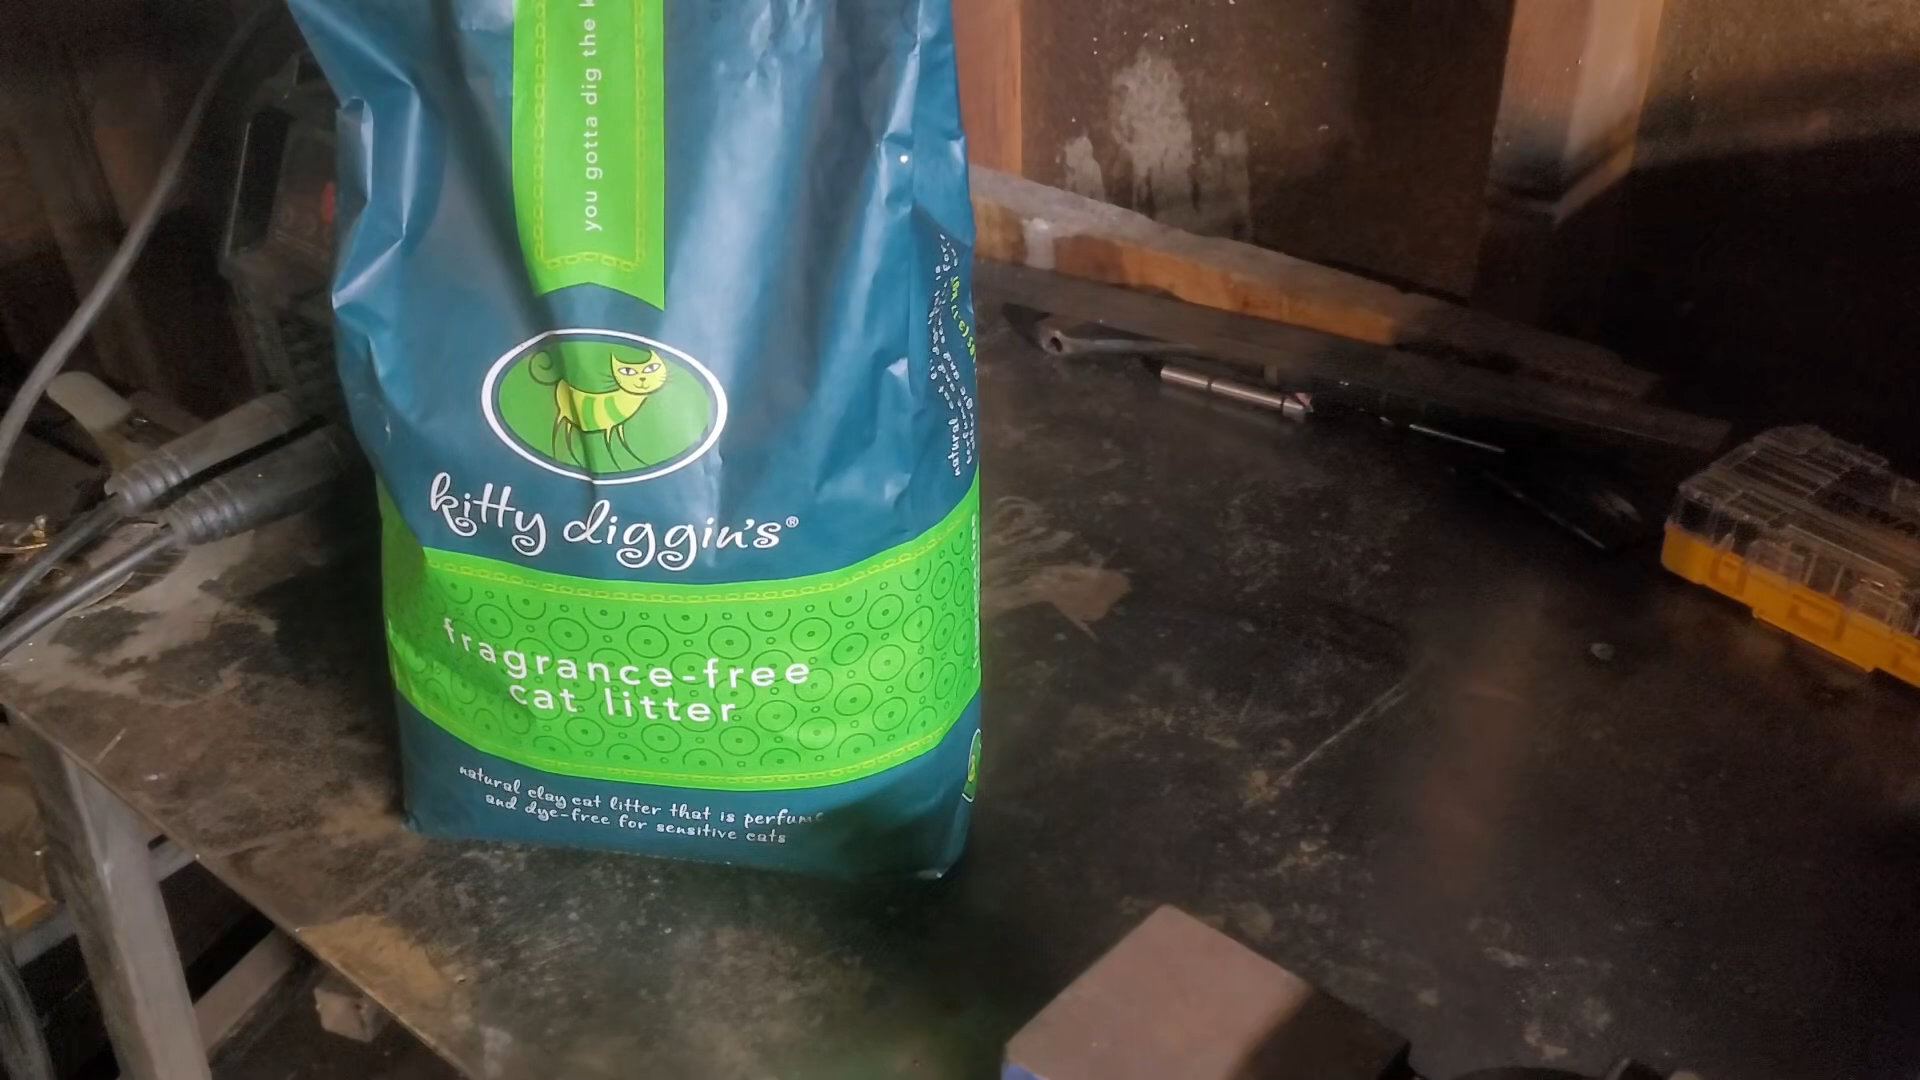 you gotta dig the
kitty diggin's®
fragrance-free
cat litter
natural clay cat litter that is perfume
and dye-free for sensitive cats